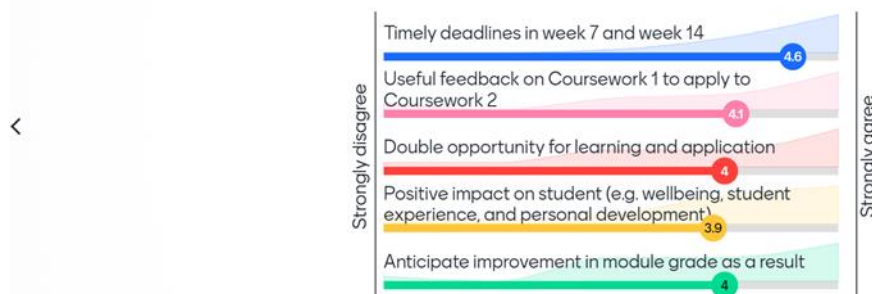 Strongly disagree
Timely deadlines in week 7 and week 14
4.6
Useful feedback on Coursework 1 to apply to
Coursework 2
4.1
Double opportunity for learning and application
4
Positive impact on student (e.g. wellbeing, student
experience, and personal development)
3.9
Anticipate improvement in module grade as a result
4
Strongly agree